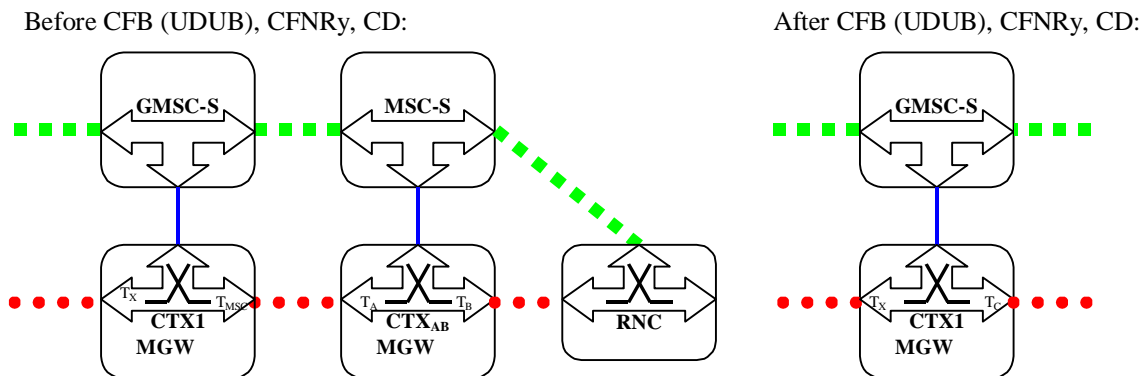 Before CFB (UDUB), CFNRy, CD:
After CFB (UDUB), CFNRy, CD:
GMSC-S
MSC-S
GMSC-S
TX
TMSC
TA
TB
TX
TC
CTX1
CTXAB
RNC
CTX1
MGW
MGW
MGW